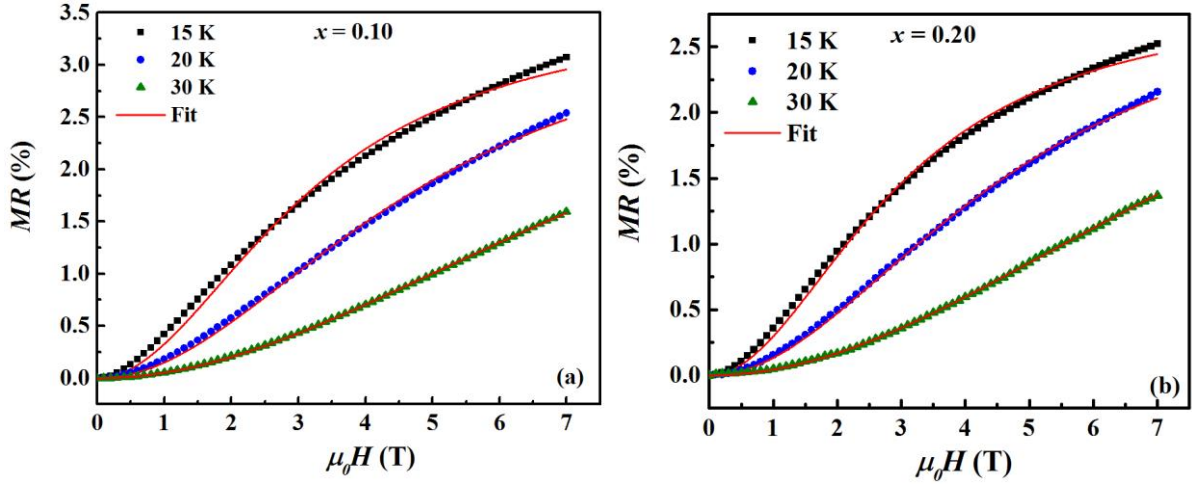 3.5
3.0
2.5
2.0
1.5
1.0
0.5
0.0
MR (%)
15 K
20 K
30 K
Fit
x = 0.10
(a)
0 1 2 3 4 5 6 7
μ₀H (T)
2.5
2.0
1.5
1.0
0.5
0.0
MR (%)
15 K
20 K
30 K
Fit
x = 0.20
(b)
0 1 2 3 4 5 6 7
μ₀H (T)